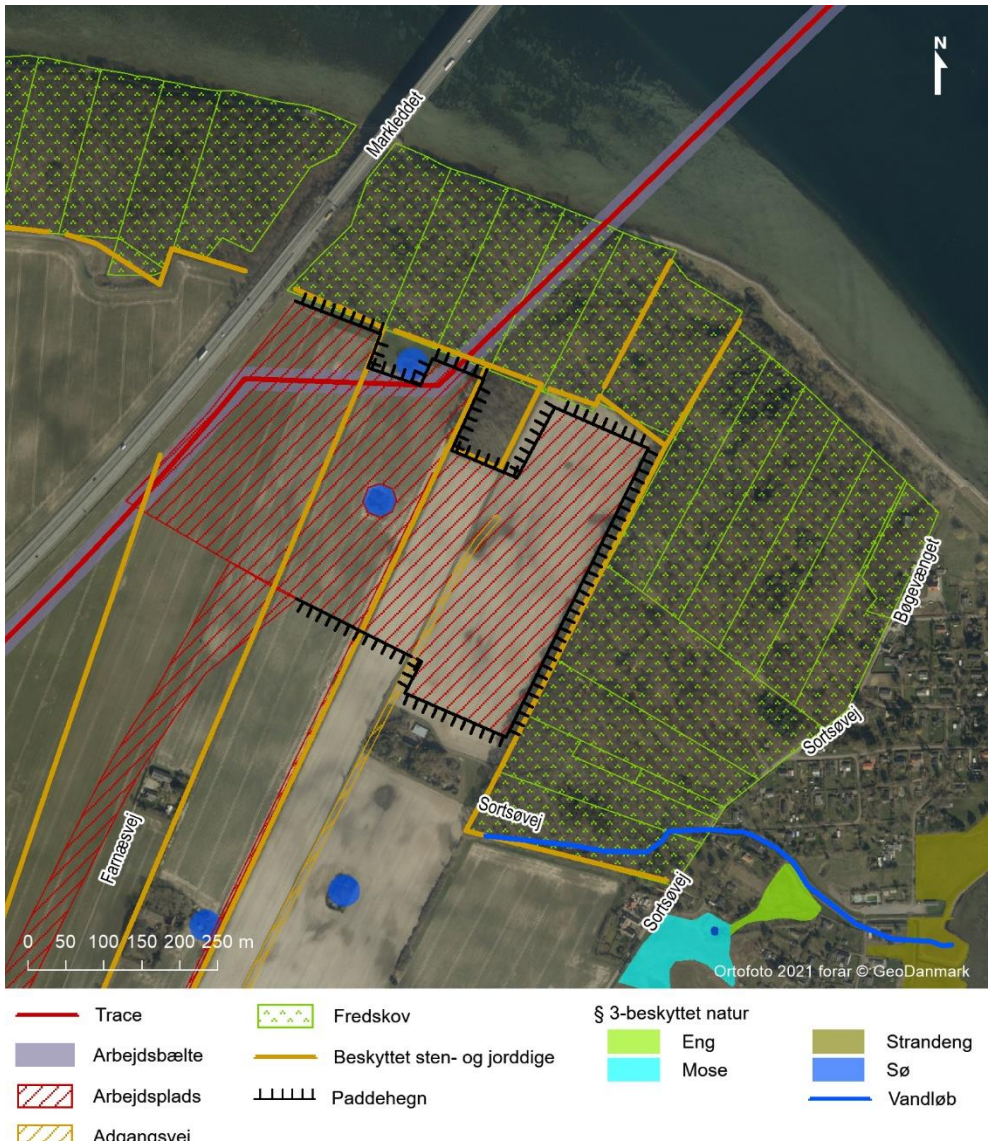 N
Markleddet
Bøgevænget
Sortsøvej
Sortsøvej
Sortsøvej
Farnæsvej
0 50 100 150 200 250 m
Ortofoto 2021 forår © GeoDanmark
Trace
Arbejdsbælte
Arbejdsplads
Adgangsvej
Fredskov
Beskyttet sten- og jorddige
Paddehegn
§ 3-beskyttet natur
Eng
Mose
Strandeng
Sø
Vandløb